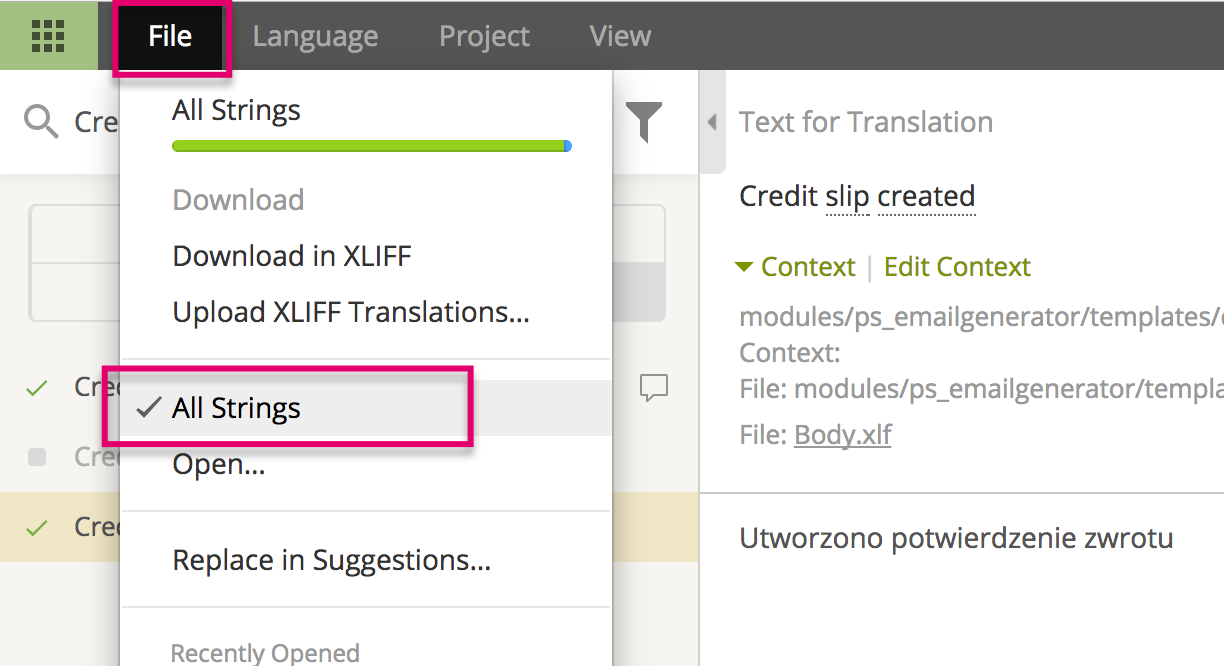 File Language Project View
Cre
All Strings
Download
Download in XLIFF
Upload XLIFF Translations...
Cre
All Strings
Cre
Open...
Cre
Replace in Suggestions...
Recently Opened
Text for Translation
Credit slip created
Context | Edit Context
modules/ps_emailgenerator/templates/
Context:
File: modules/ps_emailgenerator/templa
File: Body.xlf
Utworzono potwierdzenie zwrotu